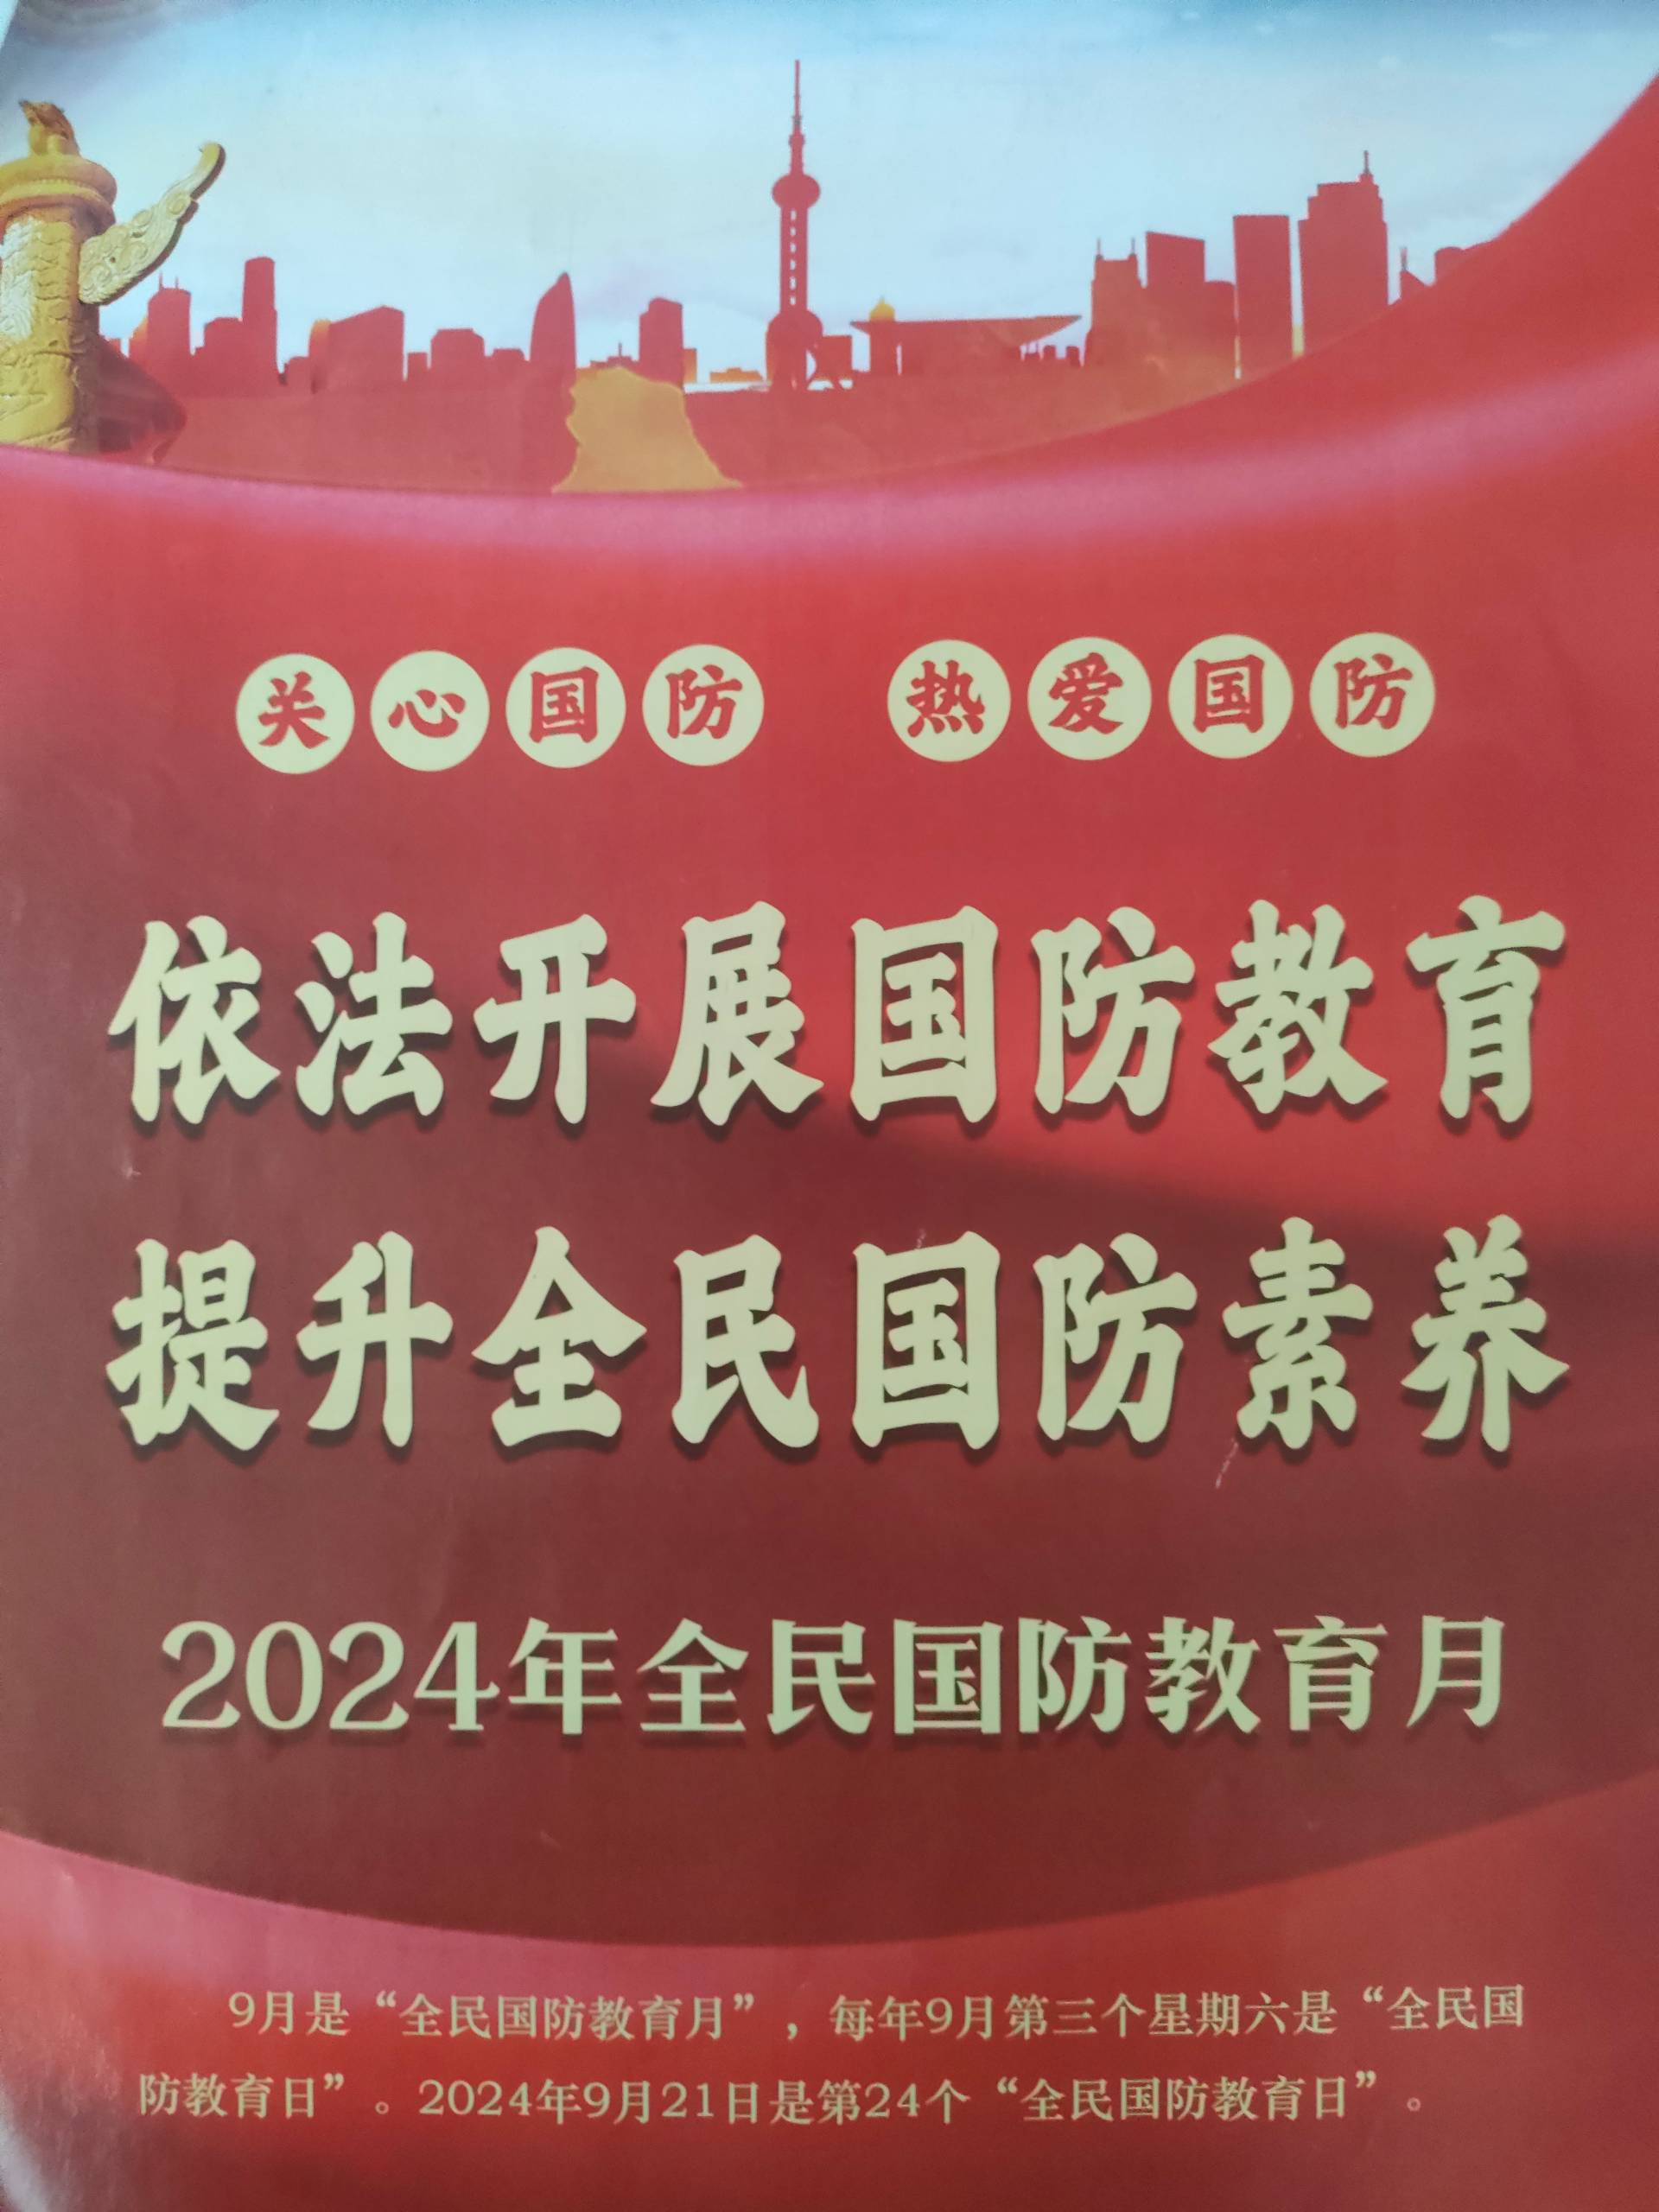 关心国防 热爱国防
依法开展国防教育
提升全民国防素养
2024年全民国防教育月
9月是“全民国防教育月”，每年9月第三个星期六是“全民国
防教育日”。2024年9月21日是第24个“全民国防教育日”。